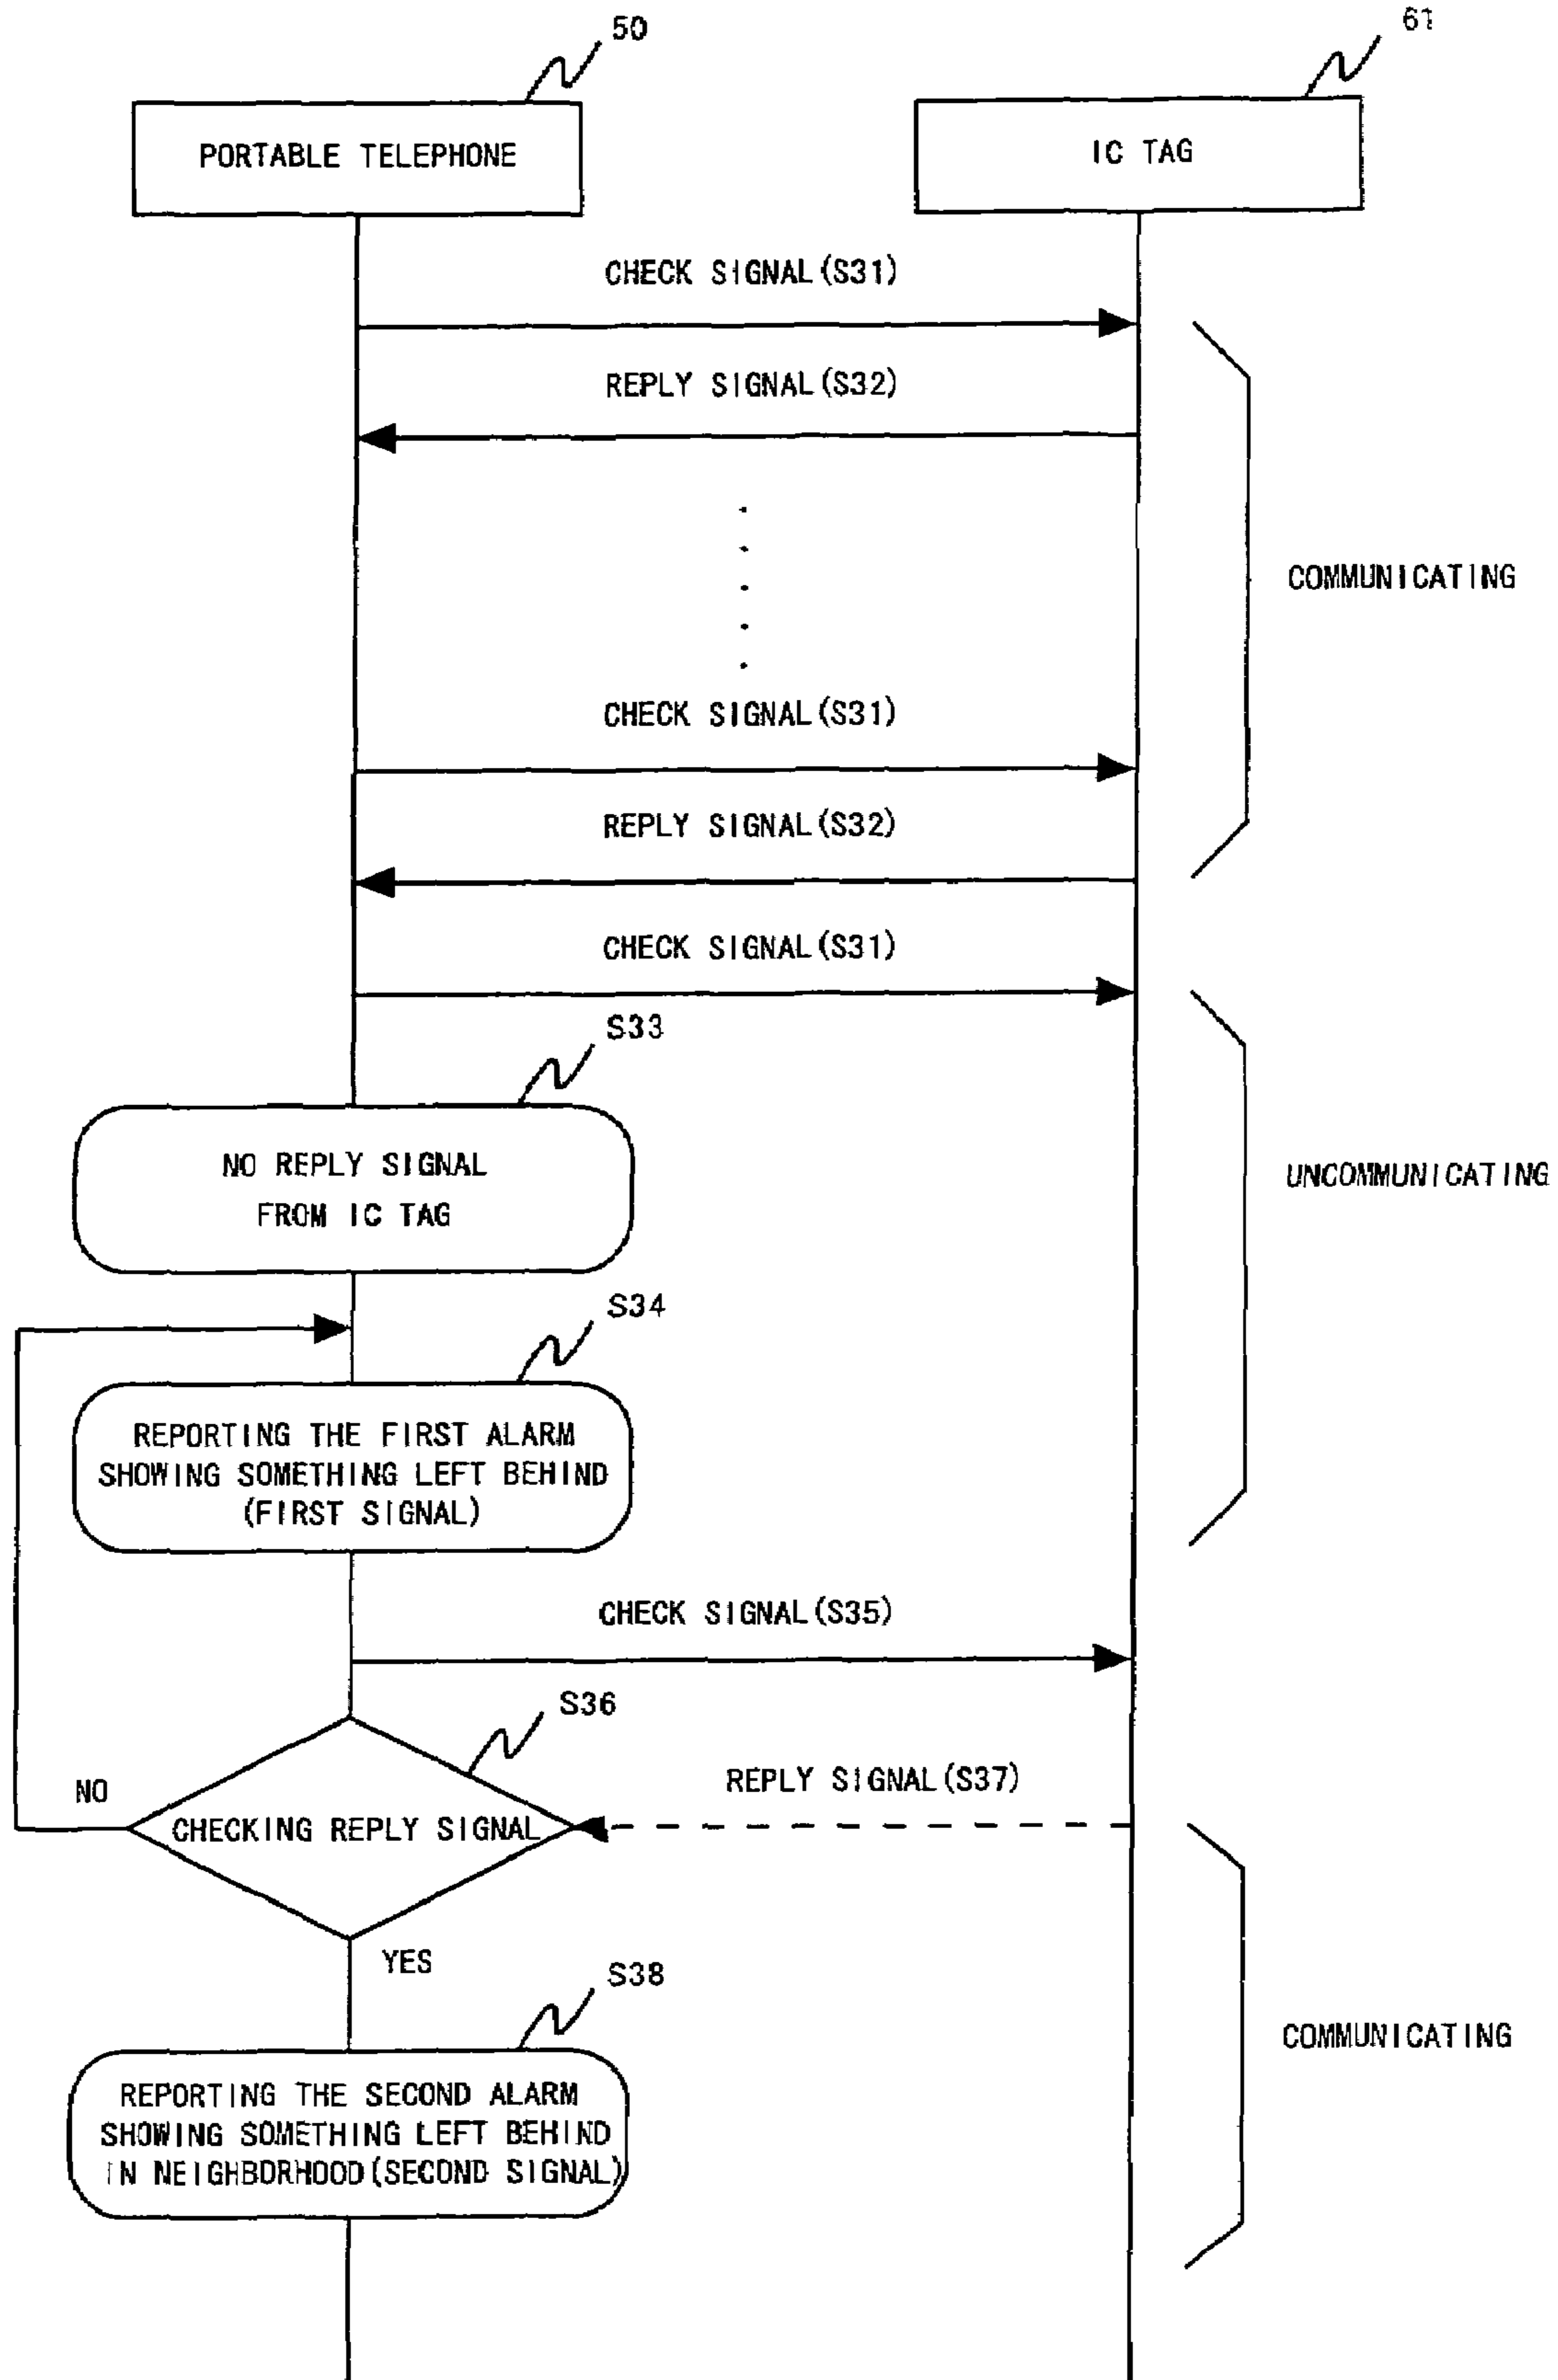 50
61
PORTABLE TELEPHONE
IC TAG
CHECK SIGNAL(S31)
REPLY SIGNAL(S32)
COMMUNICATING
CHECK SIGNAL(S31)
REPLY SIGNAL(S32)
CHECK SIGNAL(S31)
S33
NO REPLY SIGNAL
FROM IC TAG
UNCOMMUNICATING
S34
REPORTING THE FIRST ALARM
SHOWING SOMETHING LEFT BEHIND
(FIRST SIGNAL)
CHECK SIGNAL(S35)
S36
REPLY SIGNAL(S37)
NO
CHECKING REPLY SIGNAL
YES
S38
COMMUNICATING
REPORTING THE SECOND ALARM
SHOWING SOMETHING LEFT BEHIND
IN NEIGHBORHOOD(SECOND SIGNAL)